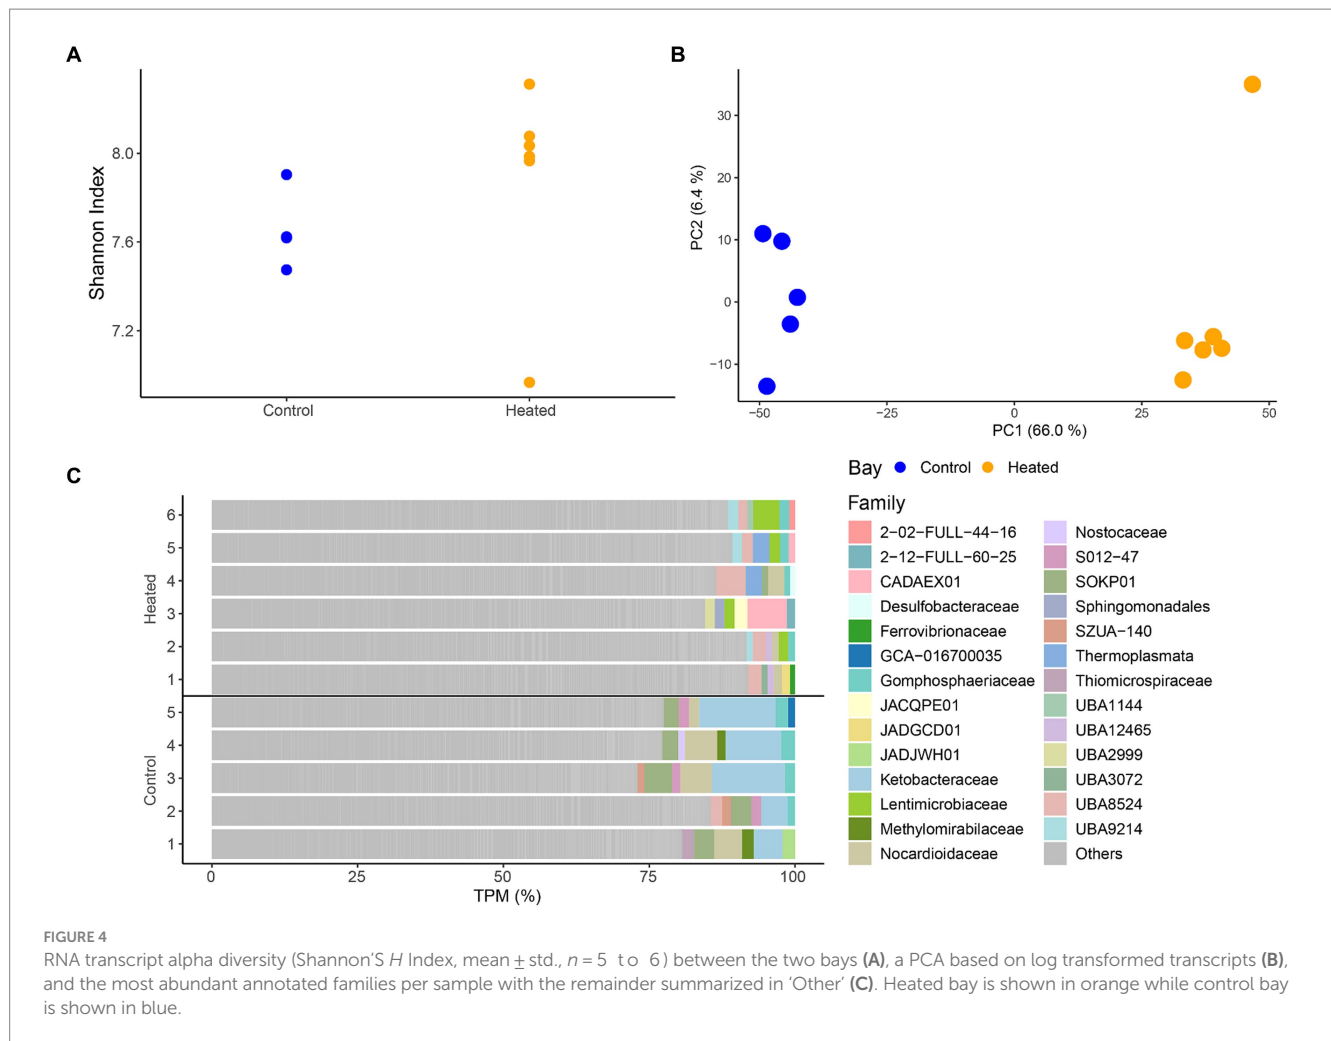 A
8.0
7.6
7.2
Shannon Index
Control
Heated
B
30
20
10
0
−10
PC2 (6.4 %)
−50
−25
0
25
50
PC1 (66.0 %)
C
6
5
4
3
2
1
Heated
5
4
3
2
1
Control
0
25
50
75
100
TPM (%)
Bay
Control
Heated
Family
2−02−FULL−44−16
2−12−FULL−60−25
CADAEX01
Desulfobacteraceae
Ferrovibrionaceae
GCA−016700035
Gomphosphaeriaceae
JACQPE01
JADGCD01
JADJWH01
Ketobacteraceae
Lentimicrobiaceae
Methylomirabilaceae
Nocardioidaceae
Nostocaceae
S012−47
SOKP01
Sphingomonadales
SZUA−140
Thermoplasmata
Thiomicrospiraceae
UBA1144
UBA12465
UBA2999
UBA3072
UBA8524
UBA9214
Others
FIGURE 4
RNA transcript alpha diversity (Shannon'S H Index, mean ± std., n = 5 to 6) between the two bays (A), a PCA based on log transformed transcripts (B),
and the most abundant annotated families per sample with the remainder summarized in 'Other' (C). Heated bay is shown in orange while control bay
is shown in blue.